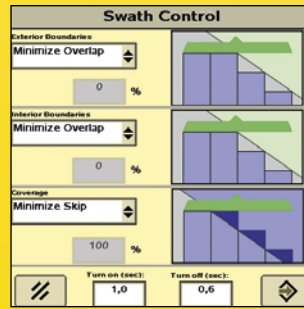 Swath Control
Exterior Boundaries
Minimize Overlap
0 %
Interior Boundaries
Minimize Overlap
0 %
Coverage
Minimize Skip
100 %
Turn on (sec): Turn off (sec):
1,0 0,6